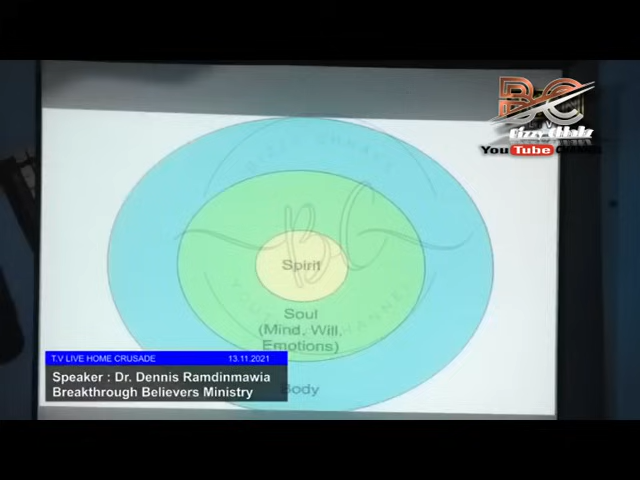 BC
YouTube
Spirit
Soul
(Mind, Will,
Emotions)
Body
T.V LIVE HOME CRUSADE 13.11.2021
Speaker : Dr. Dennis Ramdinmawia
Breakthrough Believers Ministry